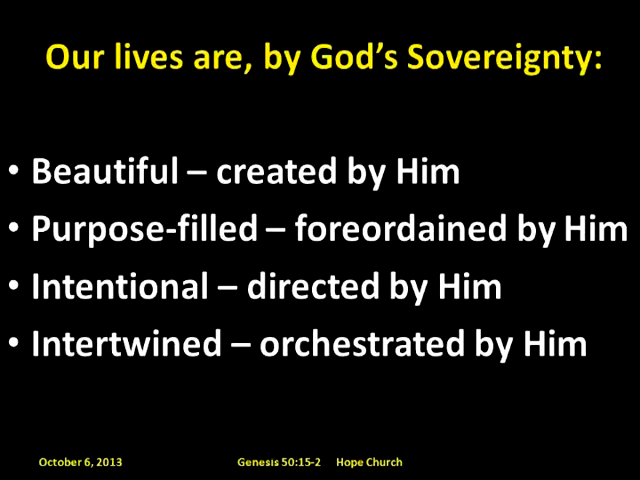 Our lives are, by God's Sovereignty:
• Beautiful – created by Him
• Purpose-filled – foreordained by Him
• Intentional – directed by Him
• Intertwined – orchestrated by Him
October 6, 2013 Genesis 50:15-2 Hope Church